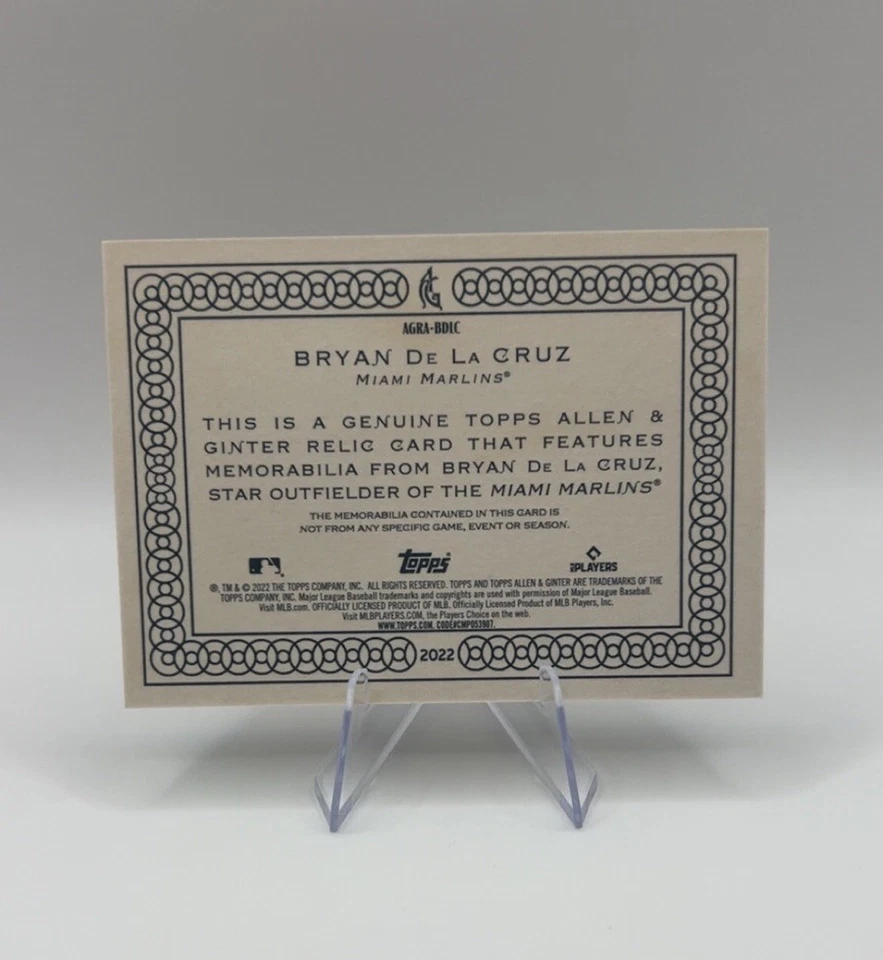 AG
AGRA-BDLC
BRYAN DE LA CRUZ
MIAMI MARLINS®
THIS IS A GENUINE TOPPS ALLEN &
GINTER RELIC CARD THAT FEATURES
MEMORABILIA FROM BRYAN DE LA CRUZ,
STAR OUTFIELDER OF THE MIAMI MARLINS®
THE MEMORABILIA CONTAINED IN THIS CARD IS
NOT FROM ANY SPECIFIC GAME, EVENT OR SEASON.
topps PLAYERS
®, TM & © 2022 THE TOPPS COMPANY, INC. ALL RIGHTS RESERVED. TOPPS AND TOPPS ALLEN & GINTER ARE TRADEMARKS OF THE
TOPPS COMPANY, INC. Major League Baseball trademarks and copyrights are used with permission of Major League Baseball.
Visit MLB.com. OFFICIALLY LICENSED PRODUCT OF MLB. Officially Licensed Product of MLB Players, Inc.
Visit MLBPLAYERS.COM, the Players Choice on the web.
WWW.TOPPS.COM. CODE#CMP053907.
2022